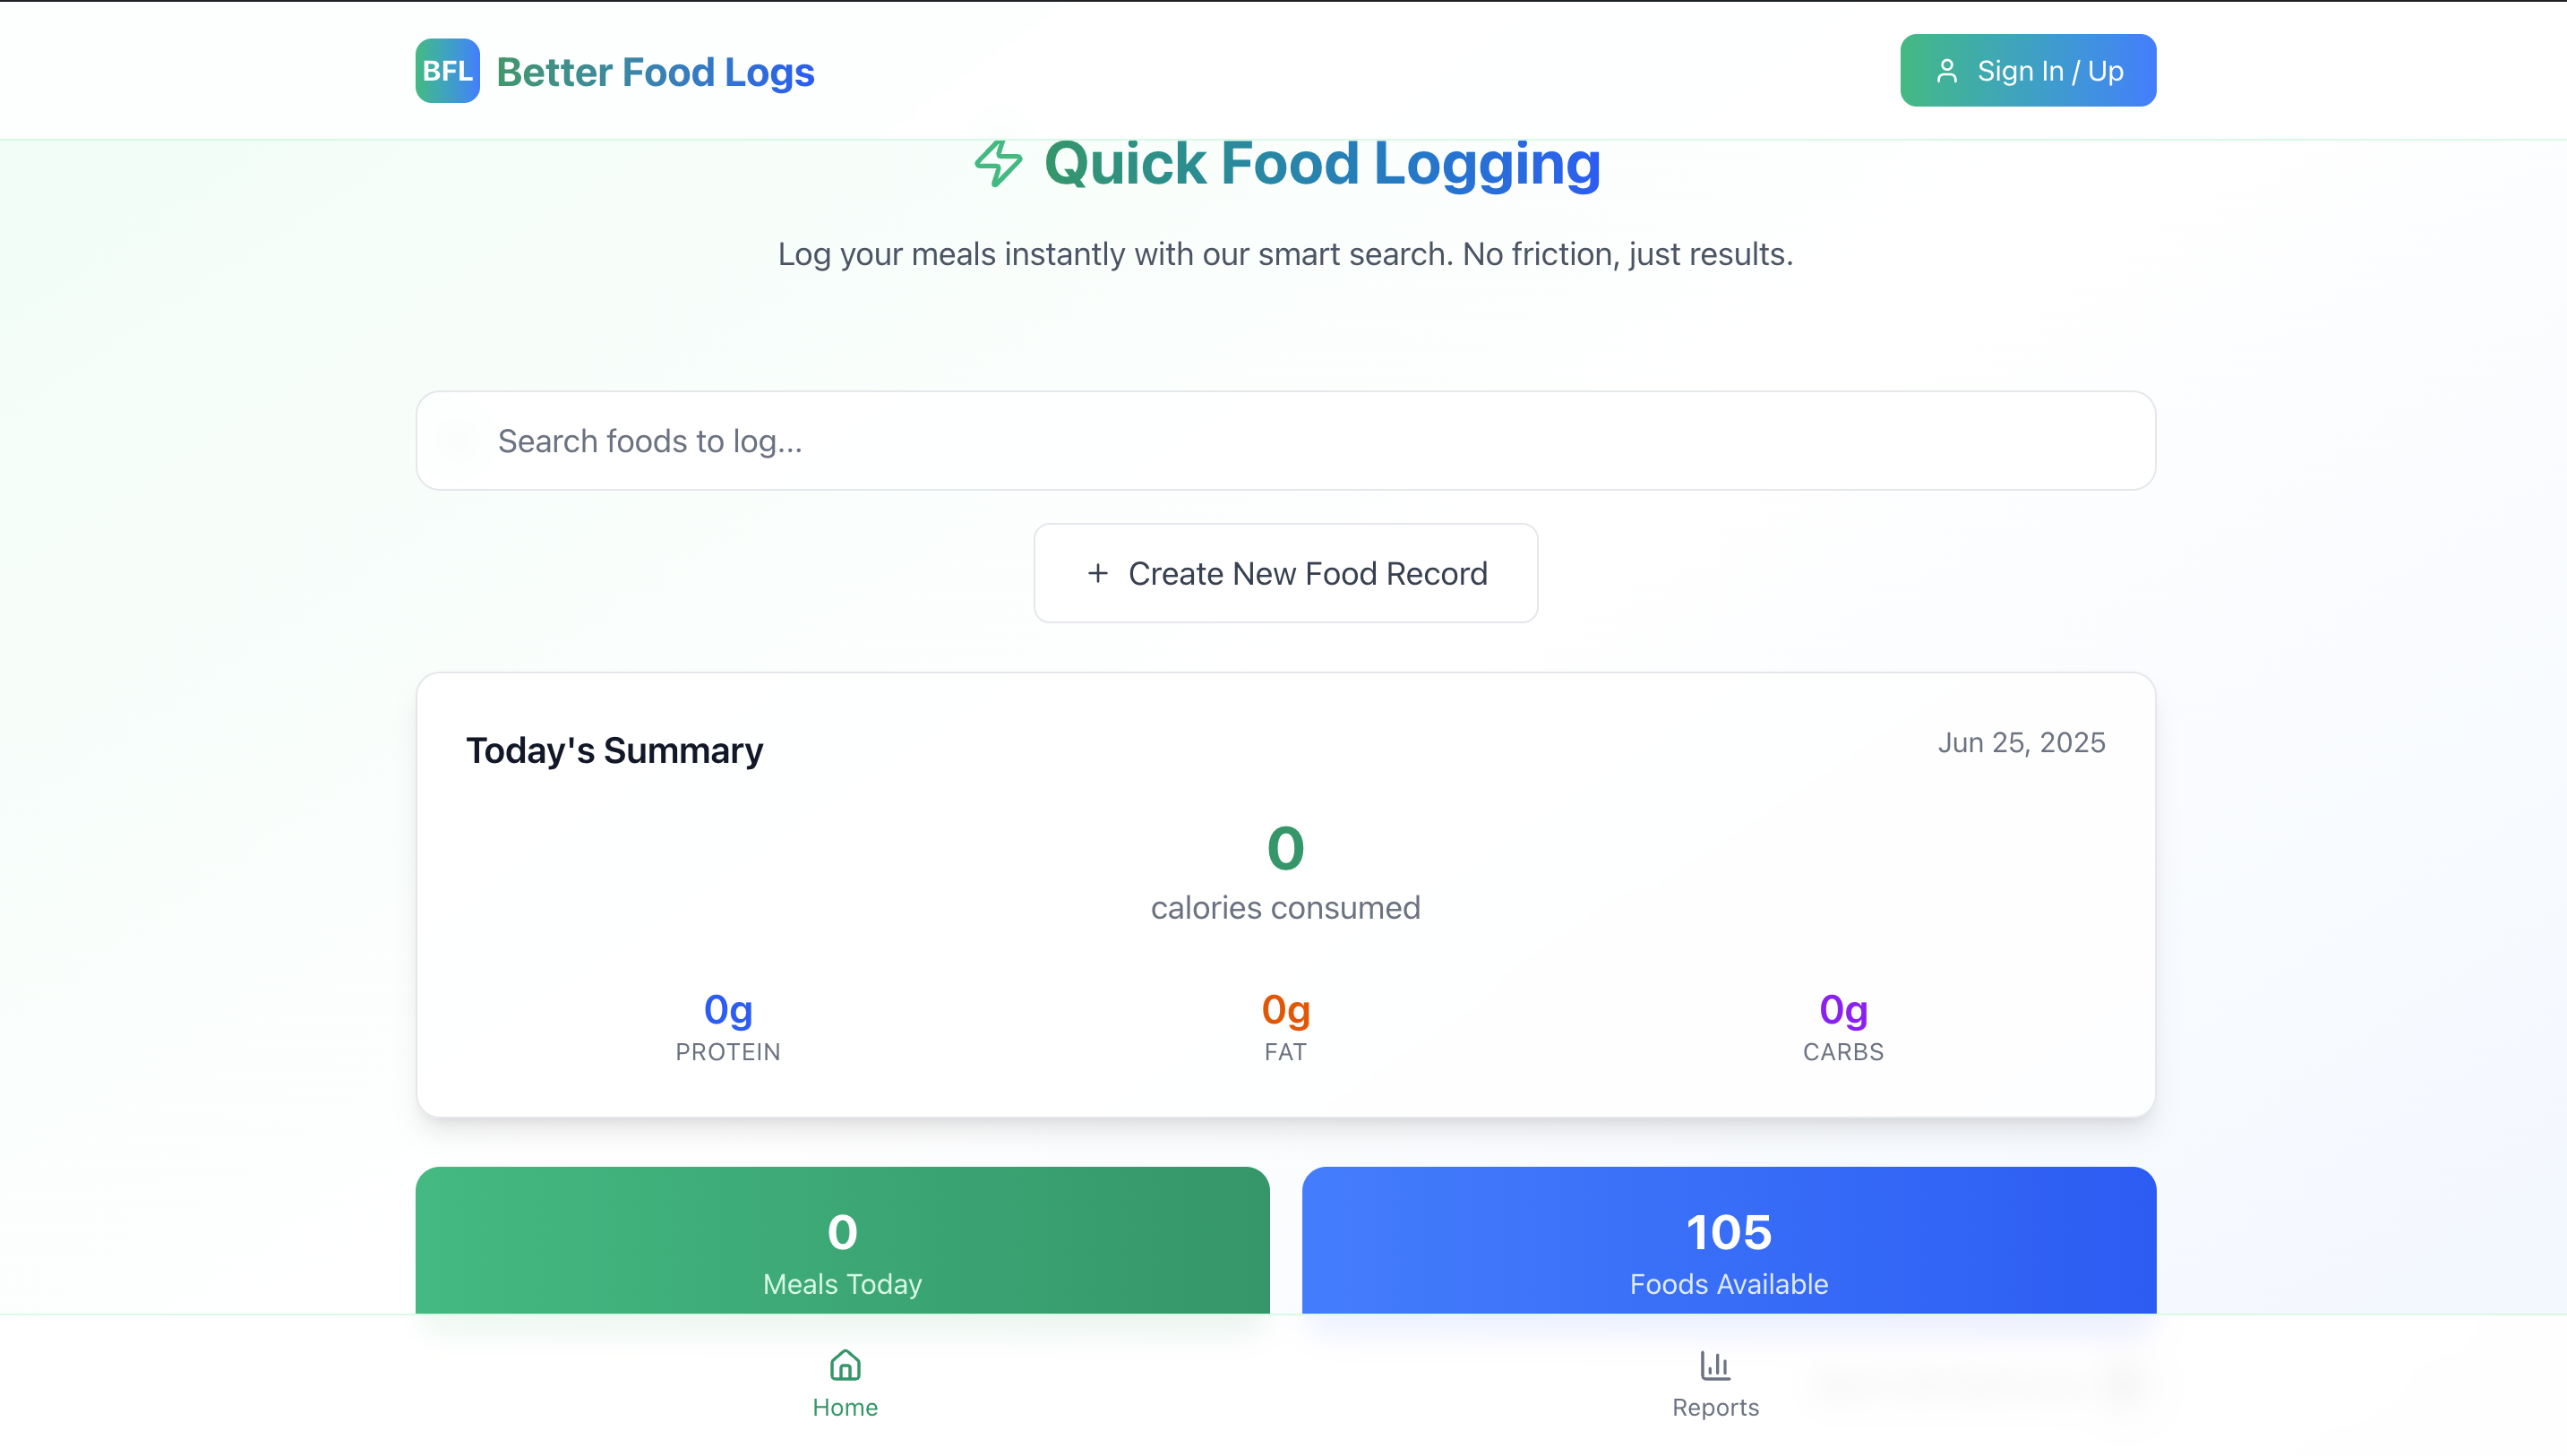 BFL Better Food Logs
Sign In / Up
Quick Food Logging
Log your meals instantly with our smart search. No friction, just results.
Search foods to log...
+ Create New Food Record
Today's Summary
Jun 25, 2025
0
calories consumed
0g
PROTEIN
0g
FAT
0g
CARBS
0
Meals Today
105
Foods Available
Home
Reports